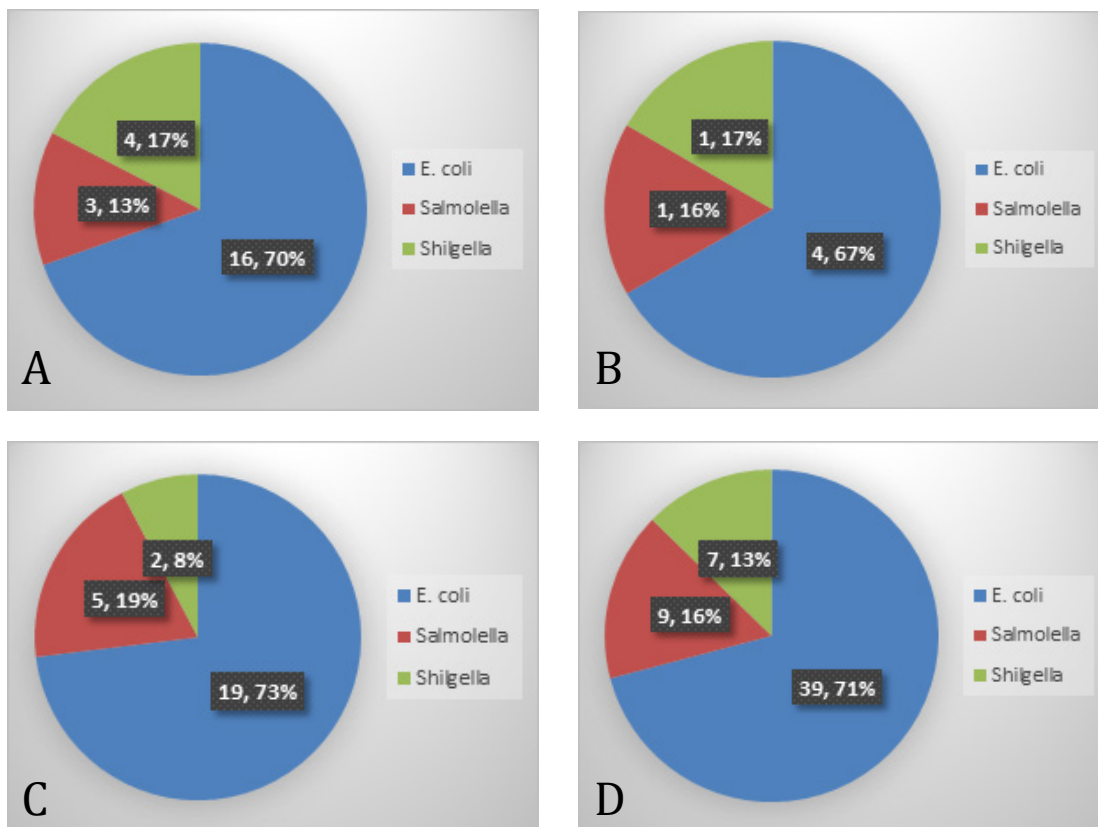 4, 17%
3, 13%
16, 70%
E. coli
Salmolella
Shilgella
A
1, 17%
1, 16%
4, 67%
E. coli
Salmolella
Shilgella
B
2, 8%
5, 19%
19, 73%
E. coli
Salmolella
Shilgella
C
7, 13%
9, 16%
39, 71%
E. coli
Salmolella
Shilgella
D